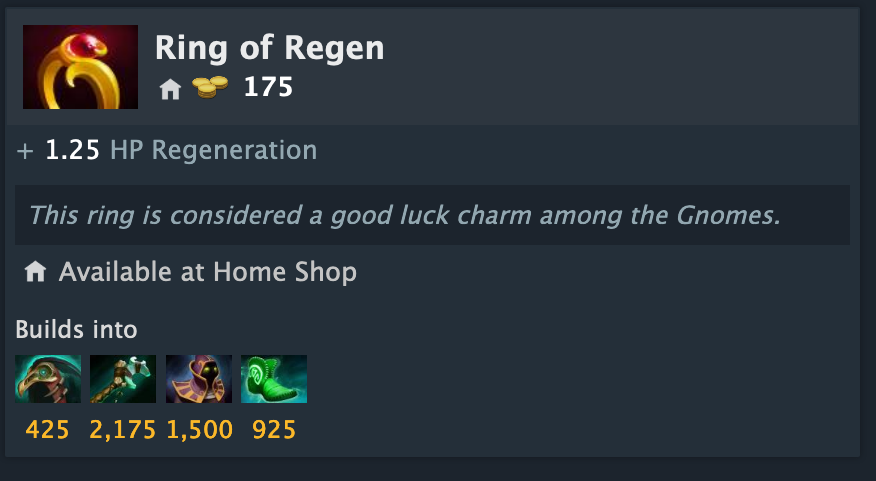 Ring of Regen
175
+ 1.25 HP Regeneration
This ring is considered a good luck charm among the Gnomes.
Available at Home Shop
Builds into
425 2,175 1,500 925